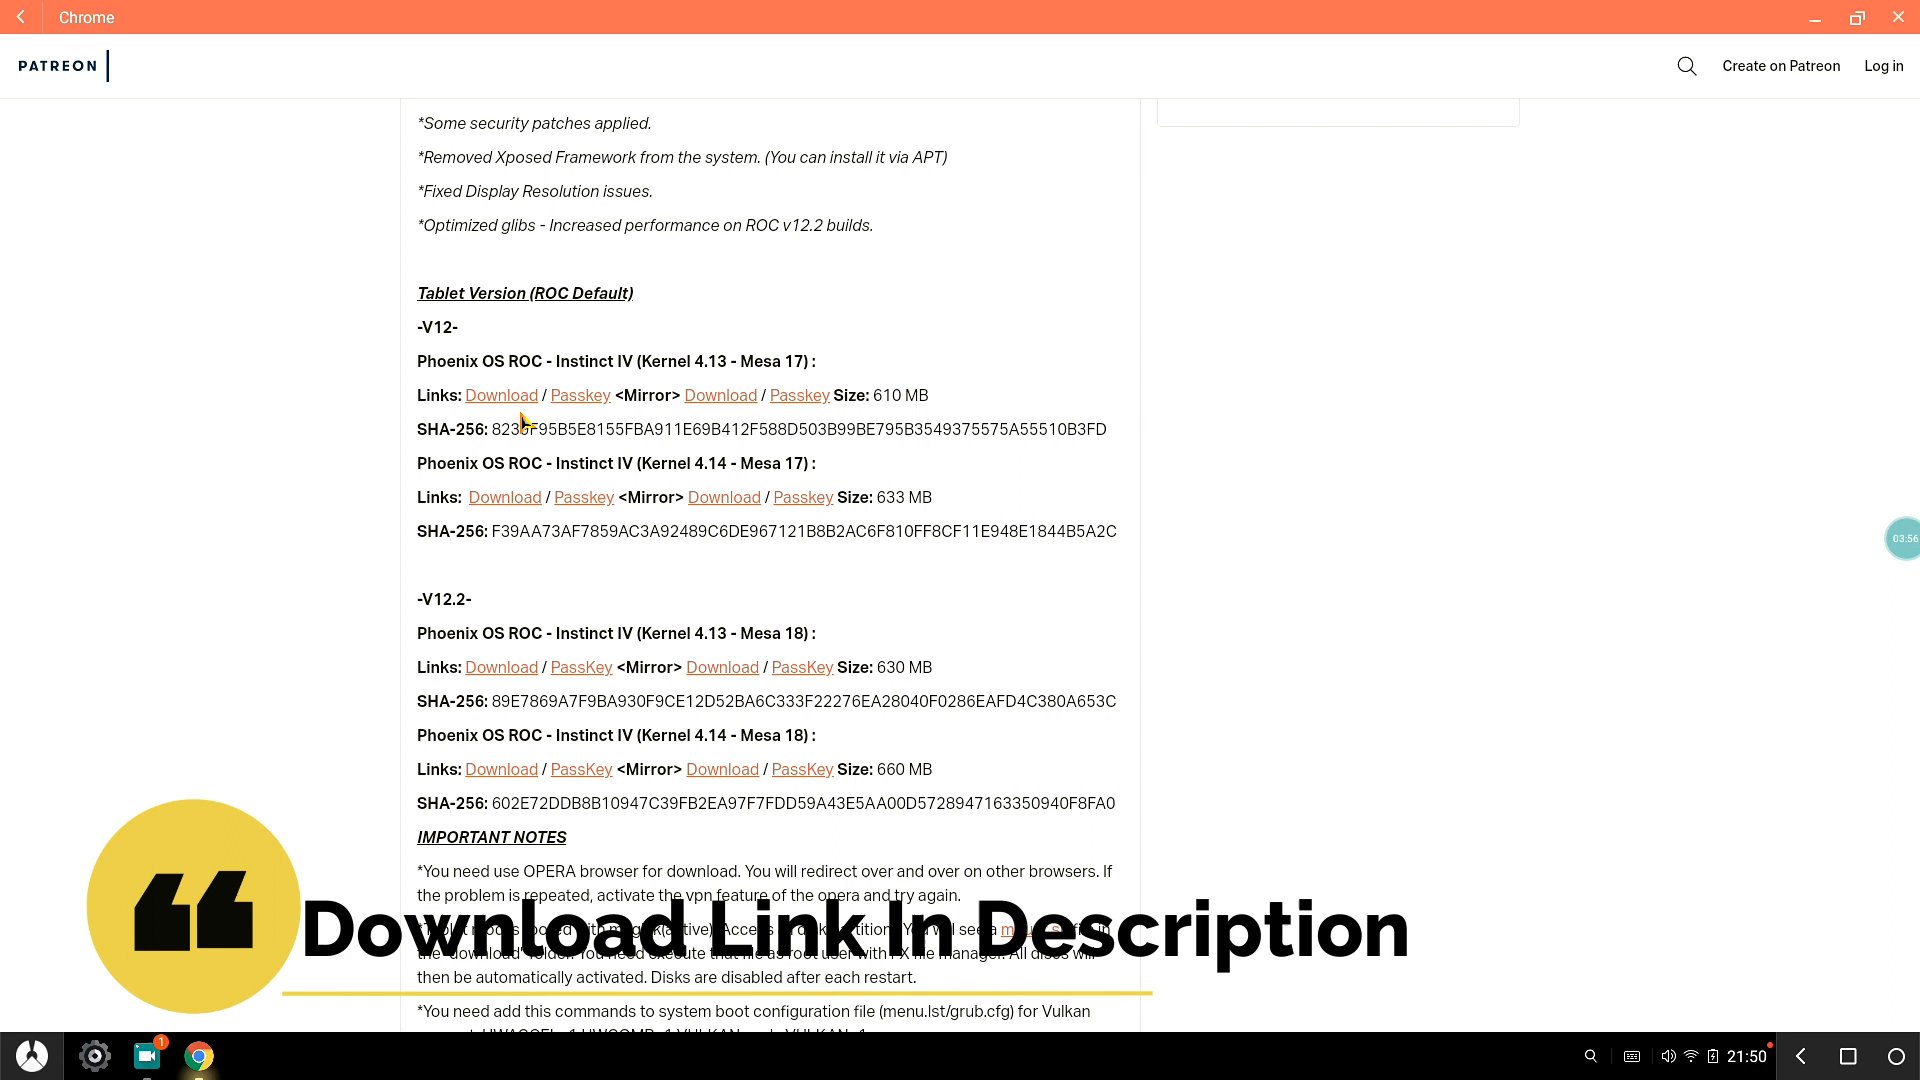 Chrome
PATREON
Create on Patreon
Log in
*Some security patches applied.
*Removed Xposed Framework from the system. (You can install it via APT)
*Fixed Display Resolution issues.
*Optimized glibs - Increased performance on ROC v12.2 builds.
Tablet Version (ROC Default)
-V12-
Phoenix OS ROC - Instinct IV (Kernel 4.13 - Mesa 17) :
Links: Download / Passkey <Mirror> Download / Passkey Size: 610 MB
SHA-256:
Phoenix OS ROC - Instinct IV (Kernel 4.14 - Mesa 17) :
Links: Download / Passkey <Mirror> Download / Passkey Size: 633 MB
SHA-256: F39AA73AF7859AC3A92489C6DE967121B8B2AC6F810FF8CF11E948E1844B5A2C
03:56
-V12.2-
Phoenix OS ROC - Instinct IV (Kernel 4.13 - Mesa 18) :
Links: Download / PassKey <Mirror> Download / PassKey Size: 630 MB
SHA-256: 89E7869A7F9BA930F9CE12D52BA6C333F22276EA28040F0286EAFD4C380A653C
Phoenix OS ROC - Instinct IV (Kernel 4.14 - Mesa 18) :
Links: Download / PassKey <Mirror> Download / PassKey Size: 660 MB
SHA-256: 602E72DDB8B10947C39FB2EA97F7FDD59A43E5AA00D5728947163350940F8FA0
IMPORTANT NOTES
*You need use OPERA browser for download. You will redirect over and over on other browsers. If
the problem is repeated, activate the vpn feature of the opera and try again.
“ Download Link In Description
then be automatically activated. Disks are disabled after each restart.
*You need add this commands to system boot configuration file (menu.lst/grub.cfg) for Vulkan
1
21:50